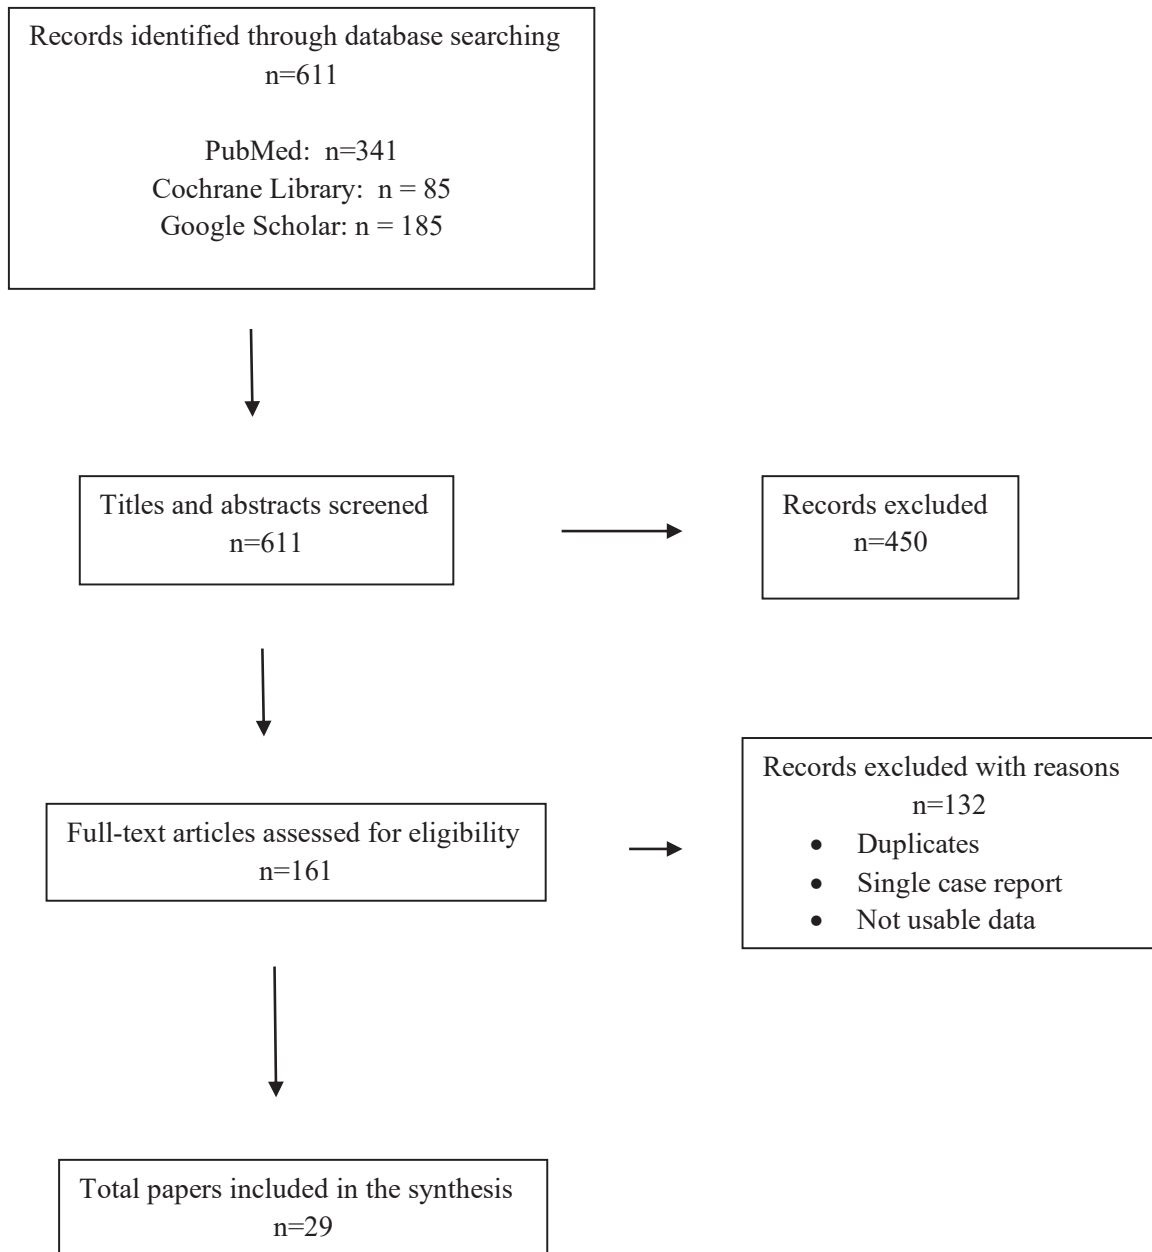 Records identified through database searching
n=611
PubMed:  n=341
Cochrane Library:  n = 85
Google Scholar: n = 185
Titles and abstracts screened
n=611
Records excluded
n=450
Full-text articles assessed for eligibility
n=161
Records excluded with reasons
n=132
• Duplicates
• Single case report
• Not usable data
Total papers included in the synthesis
n=29